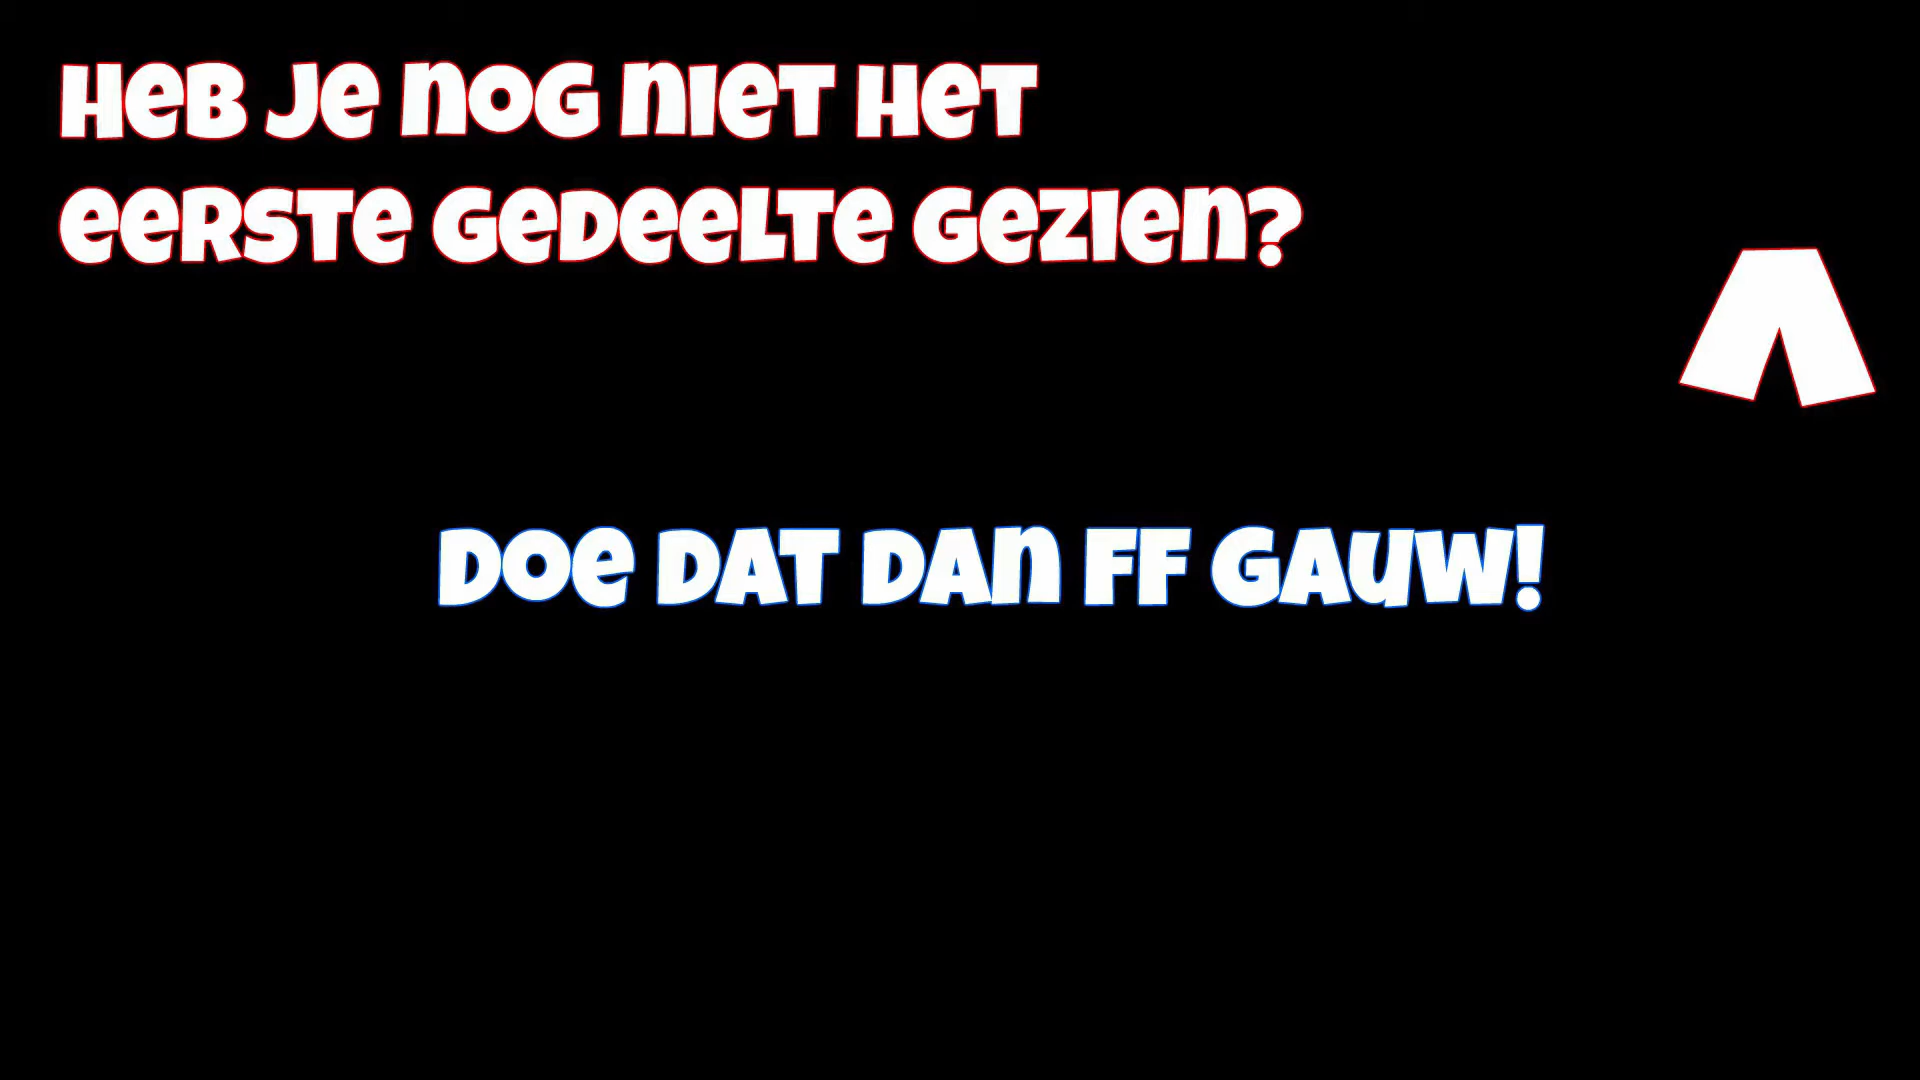 Heb je nog niet het
eerste gedeelte gezien?
^
Doe dat dan ff gauw!